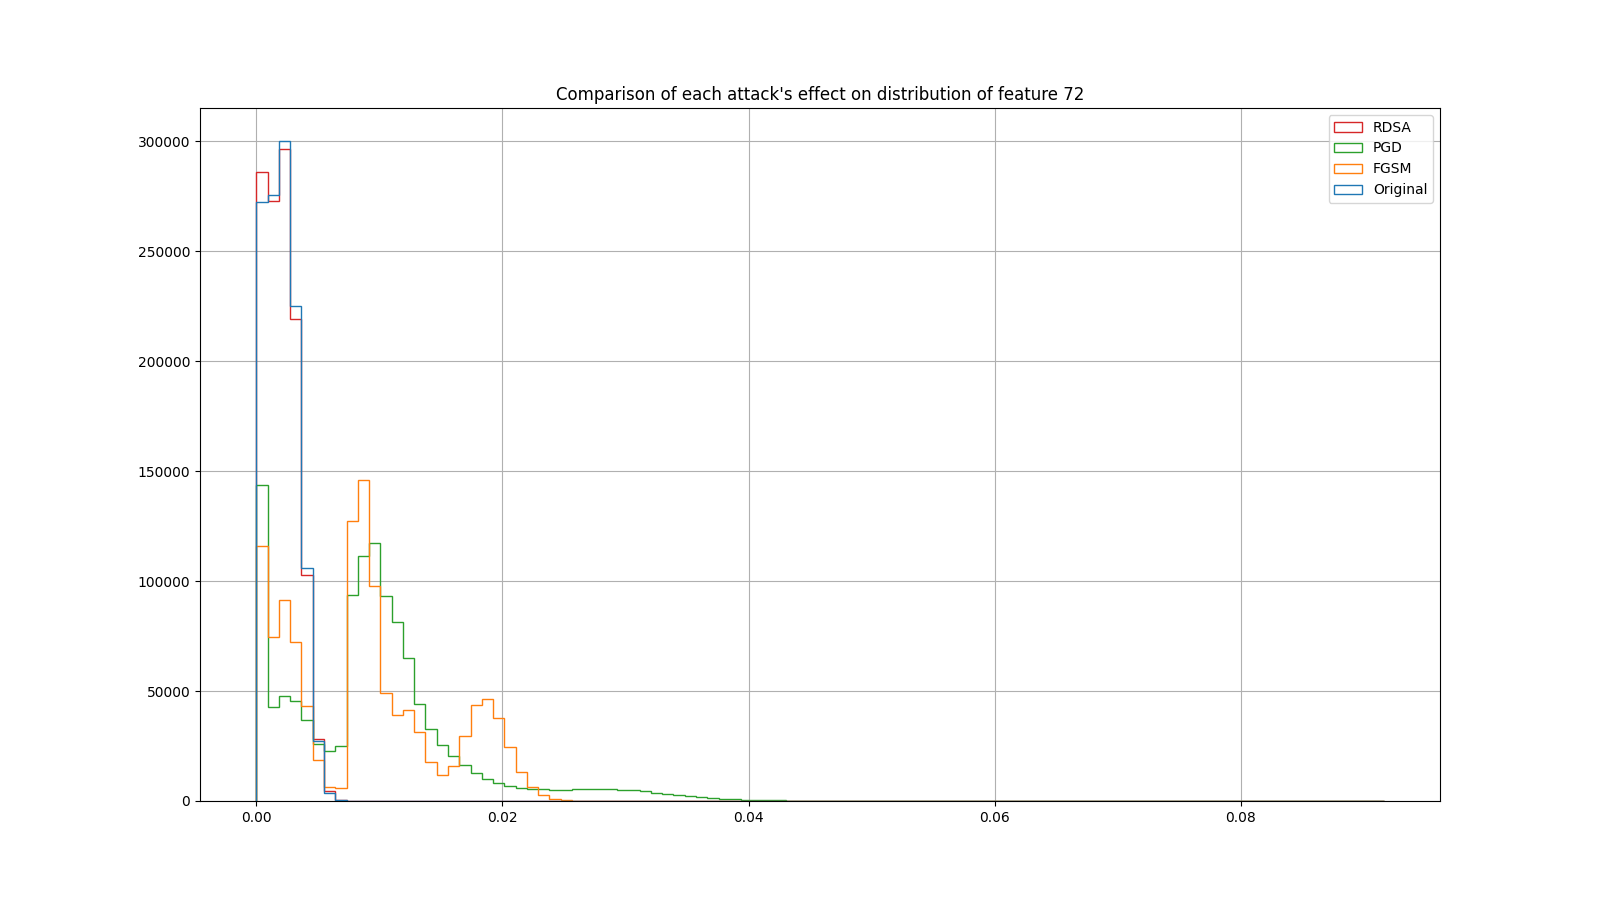 Comparison of each attack's effect on distribution of feature 72
RDSA
PGD
FGSM
Original
300000
250000
200000
150000
100000
50000
0
0.00 0.02 0.04 0.06 0.08